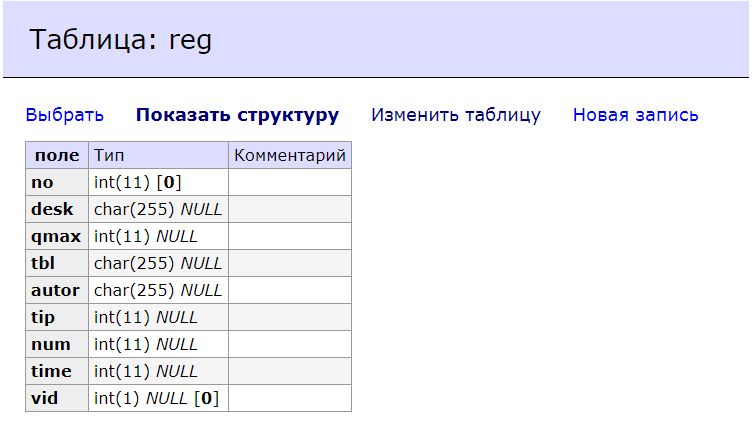 Таблица: reg
Выбрать Показать структуру Изменить таблицу Новая запись
поле Тип Комментарий
no int(11) [0]
desk char(255) NULL
qmax int(11) NULL
tbl char(255) NULL
autor char(255) NULL
tip int(11) NULL
num int(11) NULL
time int(11) NULL
vid int(1) NULL [0]